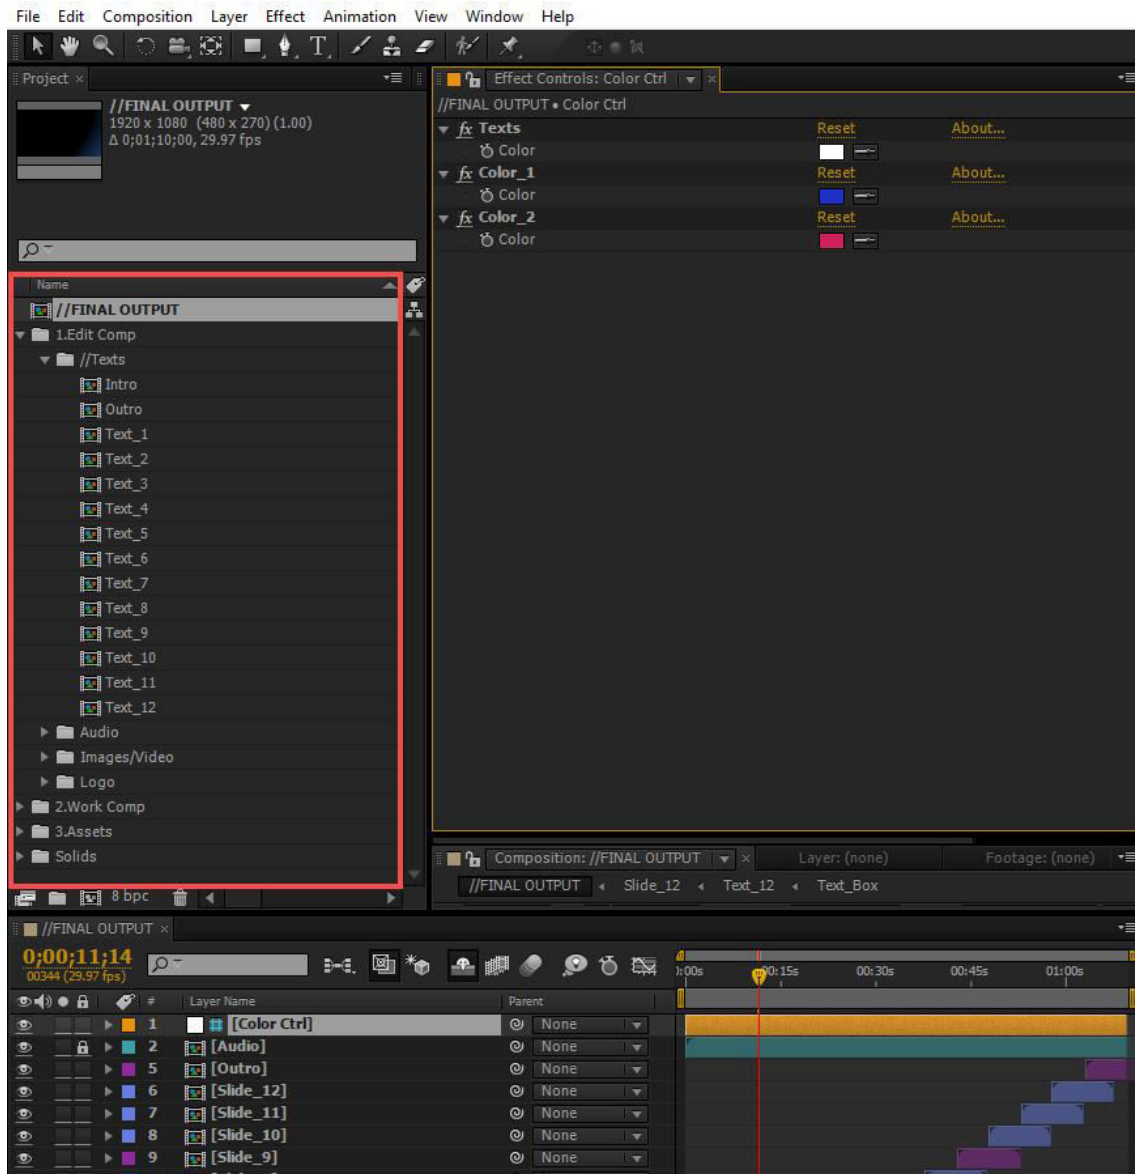 File Edit Composition Layer Effect Animation View Window Help
Project ×
//FINAL OUTPUT
1920 x 1080 (480 x 270) (1.00)
Δ 0;01;10;00, 29.97 fps
Effect Controls: Color Ctrl ×
//FINAL OUTPUT • Color Ctrl
fx Texts Reset About...
Color
fx Color_1 Reset About...
Color
fx Color_2 Reset About...
Color
Name
//FINAL OUTPUT
1.Edit Comp
//Texts
Intro
Outro
Text_1
Text_2
Text_3
Text_4
Text_5
Text_6
Text_7
Text_8
Text_9
Text_10
Text_11
Text_12
Audio
Images/Video
Logo
2.Work Comp
3.Assets
Solids
8 bpc
Composition: //FINAL OUTPUT × Layer: (none) Footage: (none)
//FINAL OUTPUT Slide_12 Text_12 Text_Box
//FINAL OUTPUT ×
0;00;11;14
00344 (29.97 fps)
00:15s 00:30s 00:45s 01:00s
# Layer Name Parent
1 [Color Ctrl] None
2 [Audio] None
5 [Outro] None
6 [Slide_12] None
7 [Slide_11] None
8 [Slide_10] None
9 [Slide_9] None